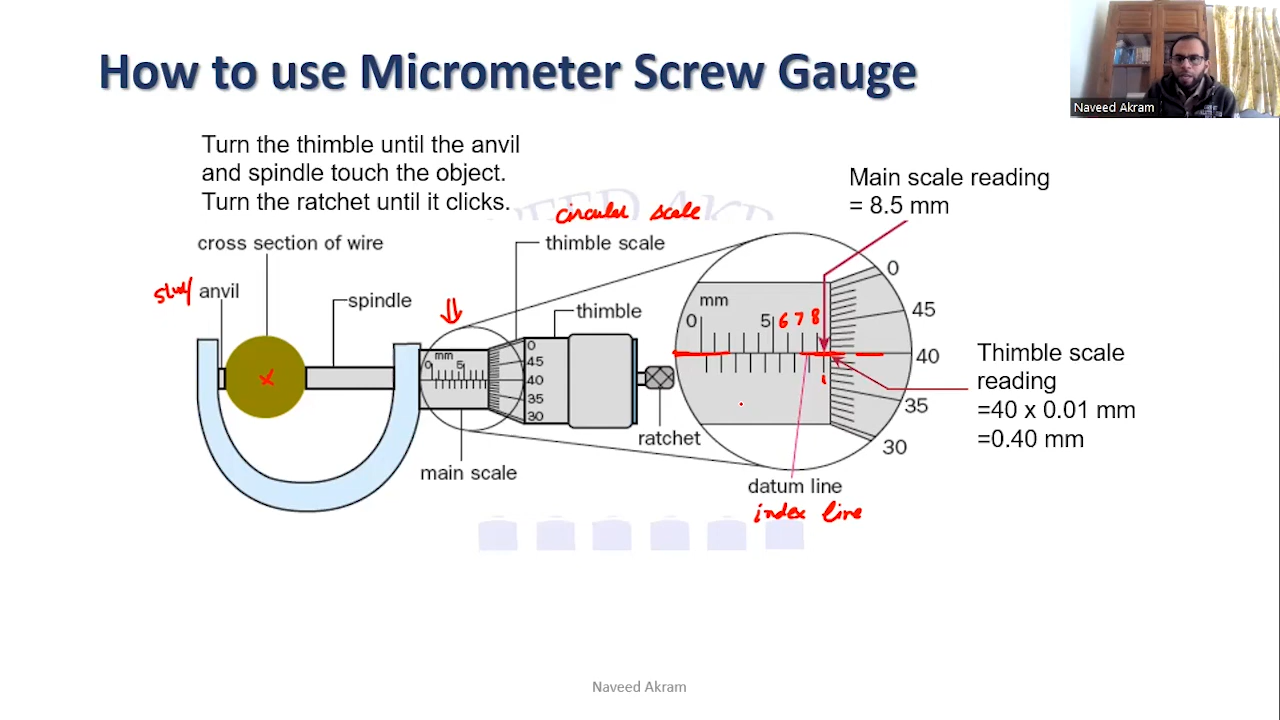 How to use Micrometer Screw Gauge
Naveed Akram
Turn the thimble until the anvil
and spindle touch the object.
Turn the ratchet until it clicks.
Main scale reading
= 8.5 mm
circular scale
cross section of wire
thimble scale
anvil
spindle
thimble
mm
0
5
0
45
40
35
30
ratchet
main scale
mm
0
5 6 7 8
0
45
40
35
30
Thimble scale
reading
=40 x 0.01 mm
=0.40 mm
datum line
index line
Naveed Akram